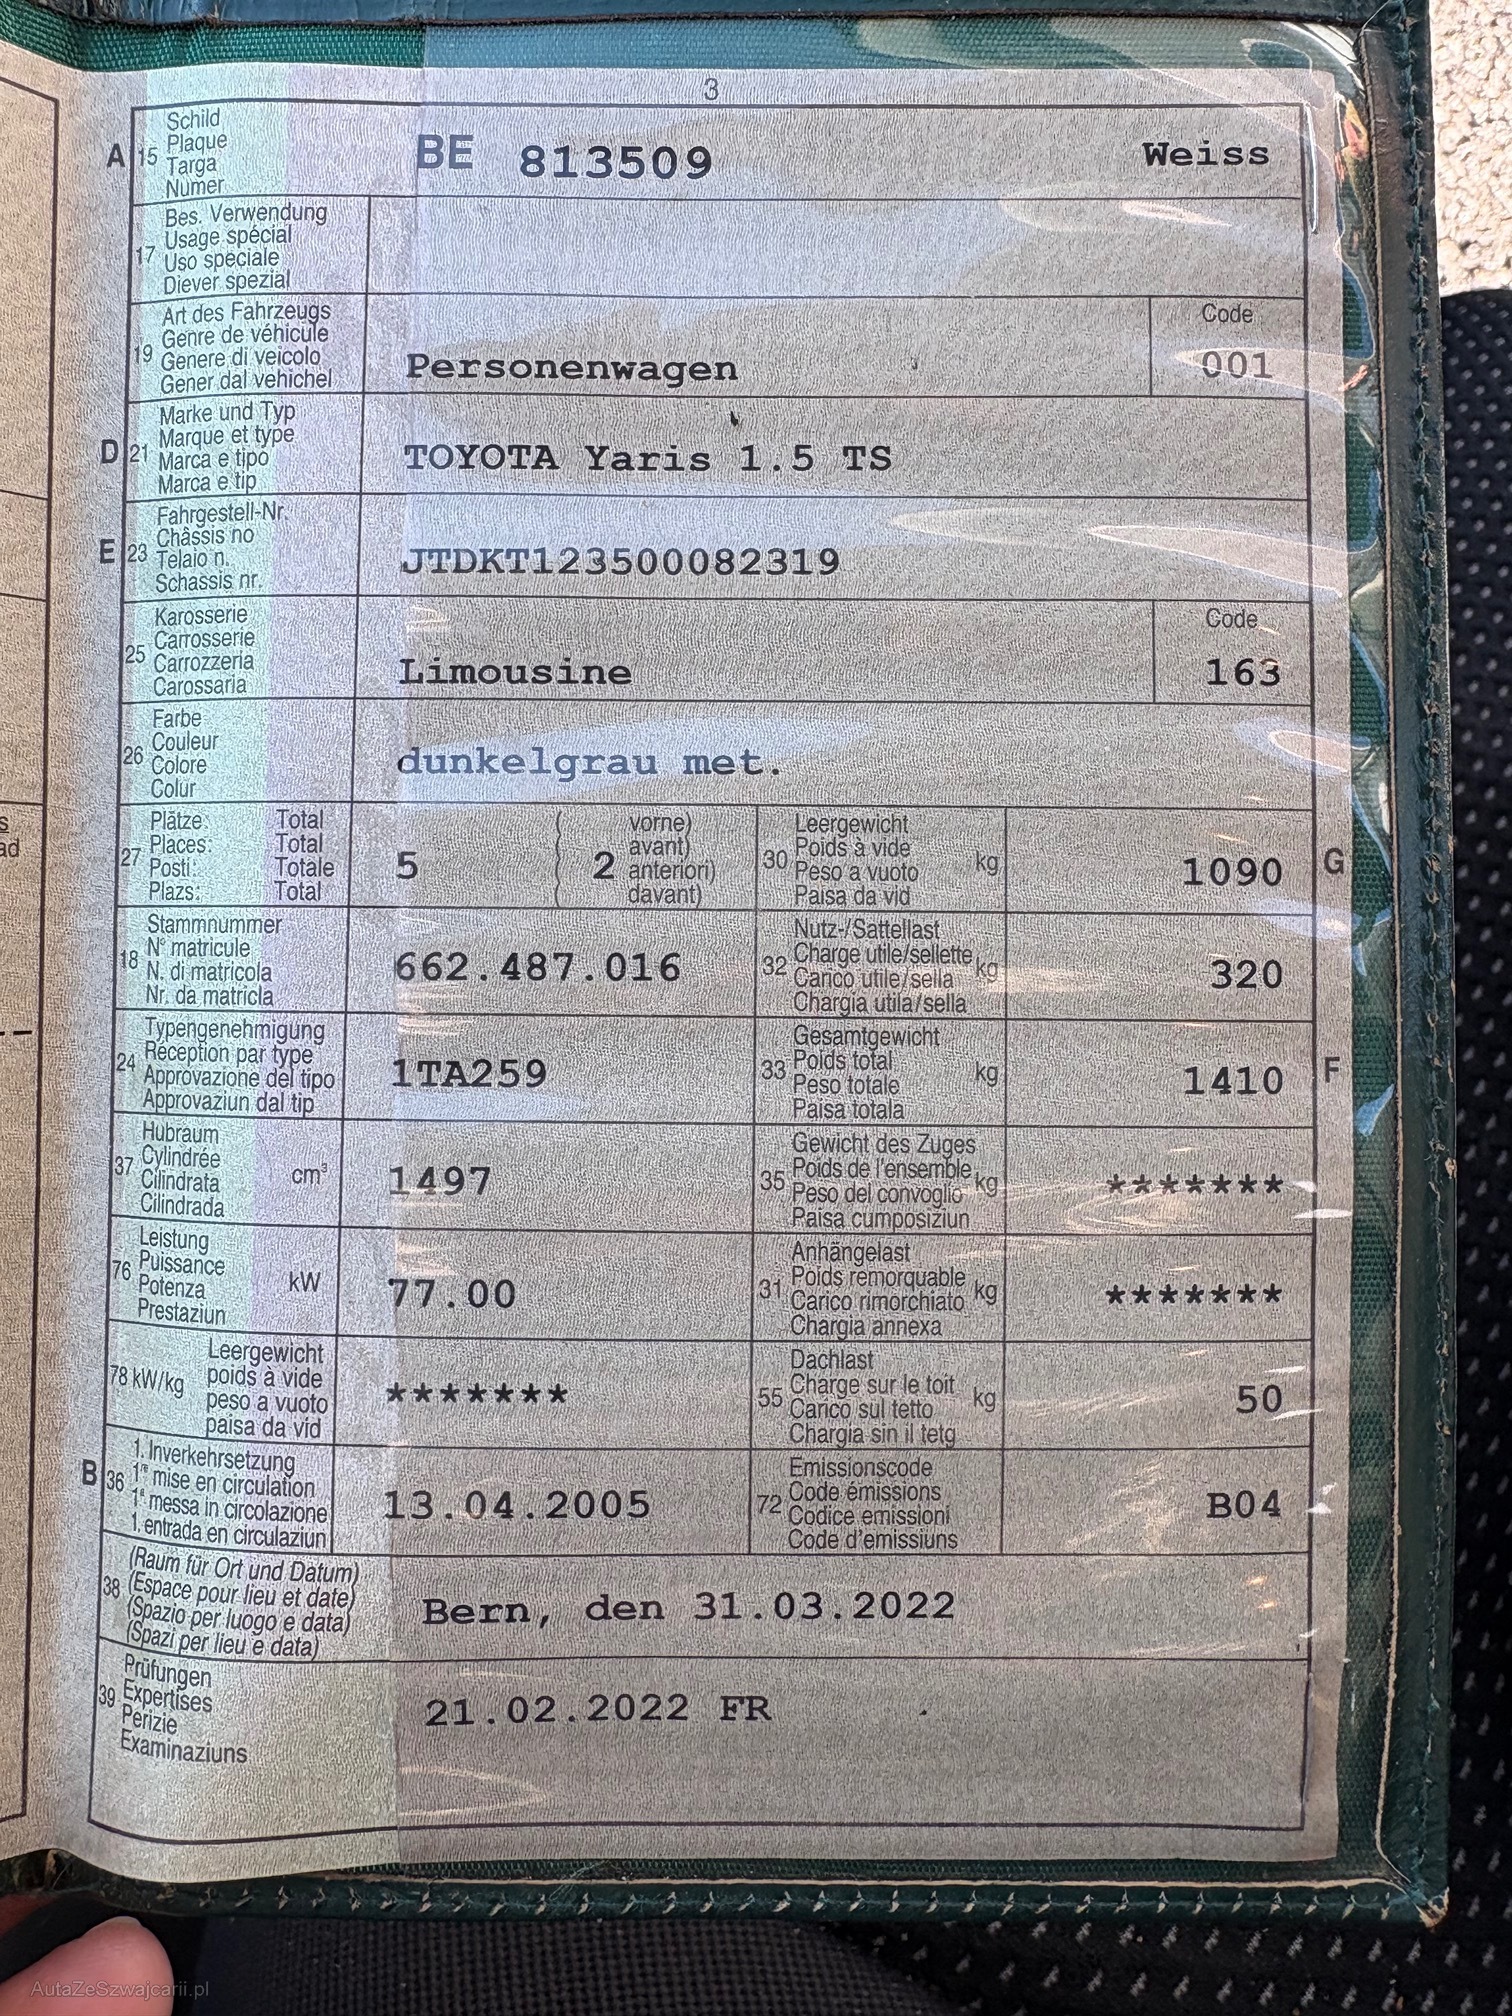 3
A 15 Schild
Plaque
Targa
Numer
BE 813509 Weiss
17 Bes. Verwendung
Usage spécial
Uso speciale
Diever spezial
19 Art des Fahrzeugs
Genre de véhicule
Genere di veicolo
Gener dal vehichel
Personenwagen
Code
001
D 21 Marke und Typ
Marque et type
Marca e tipo
Marca e tip
TOYOTA Yaris 1.5 TS
E 23 Fahrgestell-Nr.
Châssis no
Telaio n.
Schassis nr.
JTDKT123500082319
25 Karosserie
Carrosserie
Carrozzeria
Carossaria
Limousine
Code
163
26 Farbe
Couleur
Colore
Colur
dunkelgrau met.
27 Plätze Total
Places: Total
Posti: Totale
Plazs: Total
5 ( 2 vorne)
avant)
anteriori)
davant)
30 Leergewicht
Poids à vide
Peso a vuoto
Paisa da vid
kg 1090 G
18 Stammnummer
N° matricule
N. di matricola
Nr. da matricla
662.487.016
32 Nutz-/Sattellast
Charge utile/sellette
Carico utile/sella
Chargia utila/sella
kg 320
24 Typengenehmigung
Réception par type
Approvazione del tipo
Approvaziun dal tip
1TA259
33 Gesamtgewicht
Poids total
Peso totale
Paisa totala
kg 1410 F
37 Hubraum
Cylindrée
Cilindrata
Cilindrada
cm³ 1497
35 Gewicht des Zuges
Poids de l'ensemble
Peso del convoglio
Paisa cumposiziun
kg *******
76 Leistung
Puissance
Potenza
Prestaziun
kW 77.00
31 Anhängelast
Poids remorquable
Carico rimorchiato
Chargia annexa
kg *******
78 kW/kg Leergewicht
poids à vide
peso a vuoto
paisa da vid
*******
55 Dachlast
Charge sur le toit
Carico sul tetto
Chargia sin il tetg
kg 50
B 36 1. Inverkehrsetzung
1re mise en circulation
1a messa in circolazione
1. entrada en circulaziun
13.04.2005
72 Emissionscode
Code émissions
Codice emissioni
Code d'emissiuns
B04
38 (Raum für Ort und Datum)
(Espace pour lieu et date)
(Spazio per luogo e data)
(Spazi per lieu e data)
Bern, den 31.03.2022
39 Prüfungen
Expertises
Perizie
Examinaziuns
21.02.2022 FR
AutaZeSzwajcarii.pl